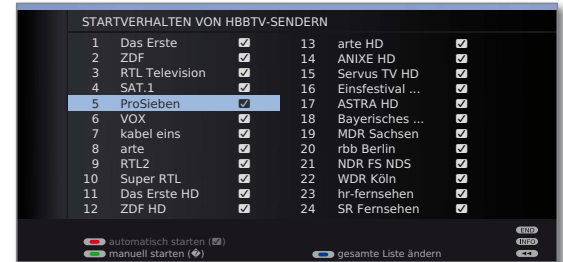 STARTVERHALTEN VON HBBTV-SENDERN
1 Das Erste ☑
2 ZDF ☑
3 RTL Television ☑
4 SAT.1 ☑
5 ProSieben ☑
6 VOX ☑
7 kabel eins ☑
8 arte ☑
9 RTL2 ☑
10 Super RTL ☑
11 Das Erste HD ☑
12 ZDF HD ☑
13 arte HD ☑
14 ANIXE HD ☑
15 Servus TV HD ☑
16 Einsfestival ... ☑
17 ASTRA HD ☑
18 Bayerisches ... ☑
19 MDR Sachsen ☑
20 rbb Berlin ☑
21 NDR FS NDS ☑
22 WDR Köln ☑
23 hr-fernsehen ☑
24 SR Fernsehen ☑
automatisch starten (☑)
manuell starten (�)
gesamte Liste ändern
END
INFO
◄◄